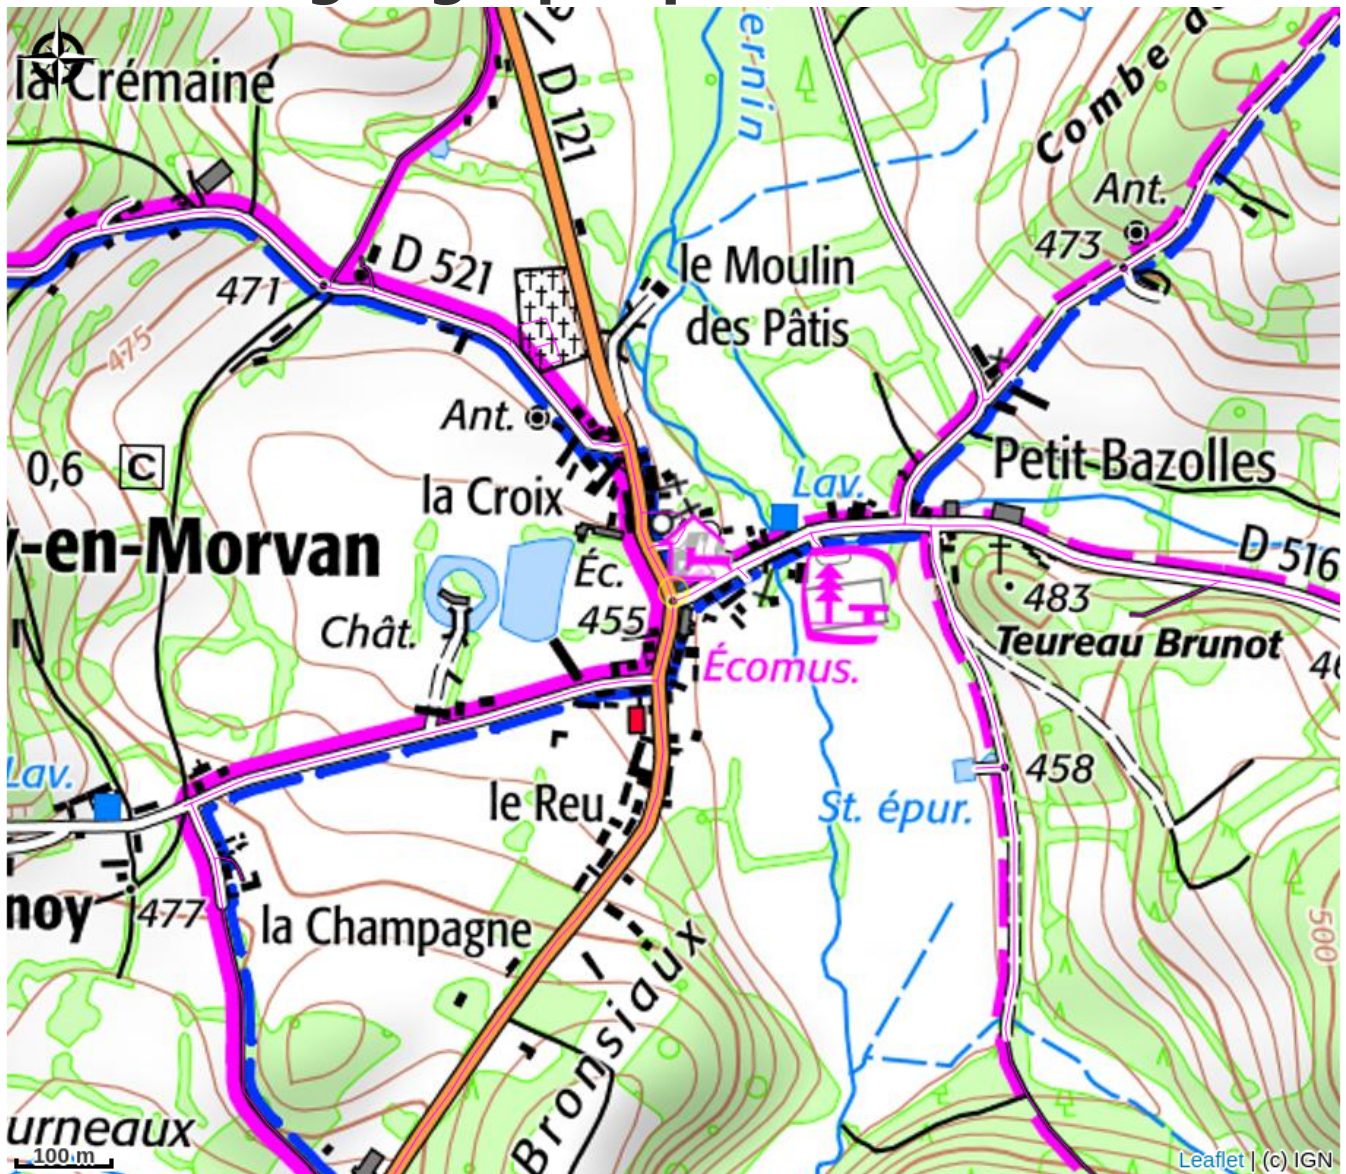 la Crémaine
le
D 121
ernin
Combe d
Ant.
473
D 521
471
le Moulin
des Pâtis
475
Ant.
0,6 C
la Croix
Lav.
Petit-Bazolles
-en-Morvan
Éc.
455
D 516
483
Chât.
Teureau Brunot
46
Écomus.
458
Lav.
le Reu
St. épur.
noy
477
la Champagne
500
Bronsiaux
urneaux
100 m
Leaflet | (c) IGN